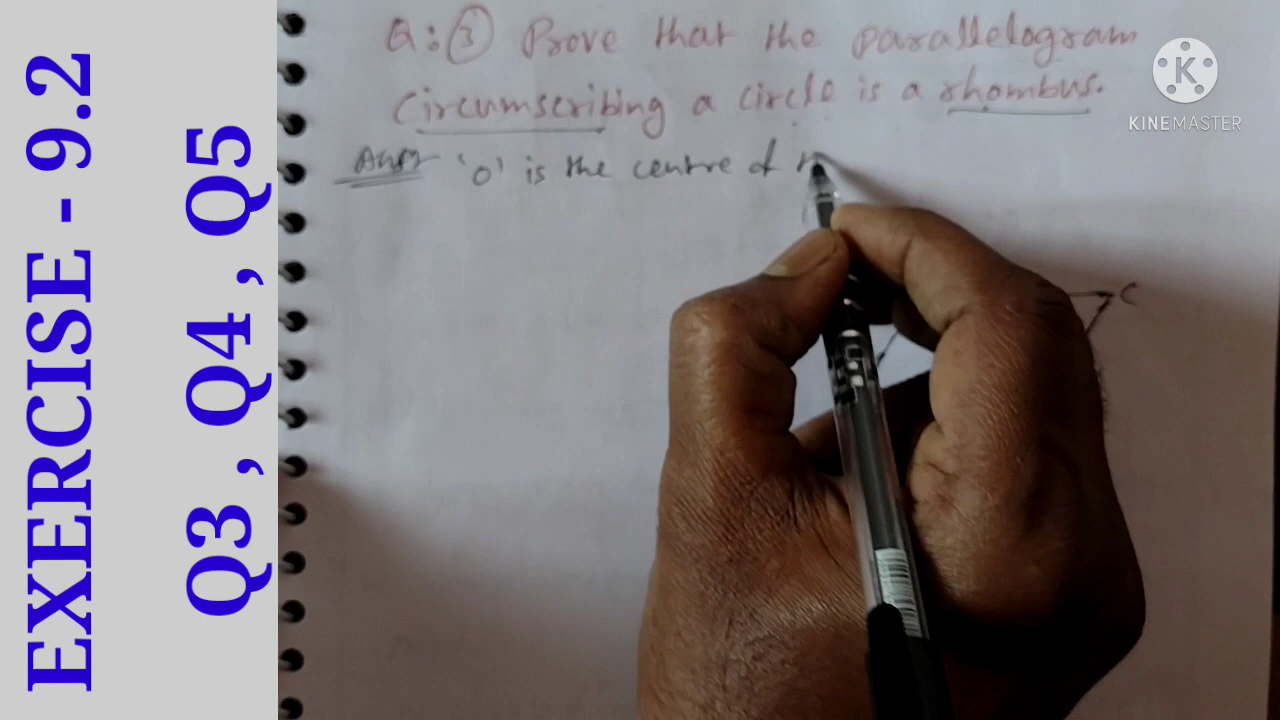 EXERCISE - 9.2
Q3 , Q4 , Q5
Q: 3 Prove that the parallelogram
circumscribing a circle is a rhombus.
'O' is the centre of
C
K
KINEMASTER